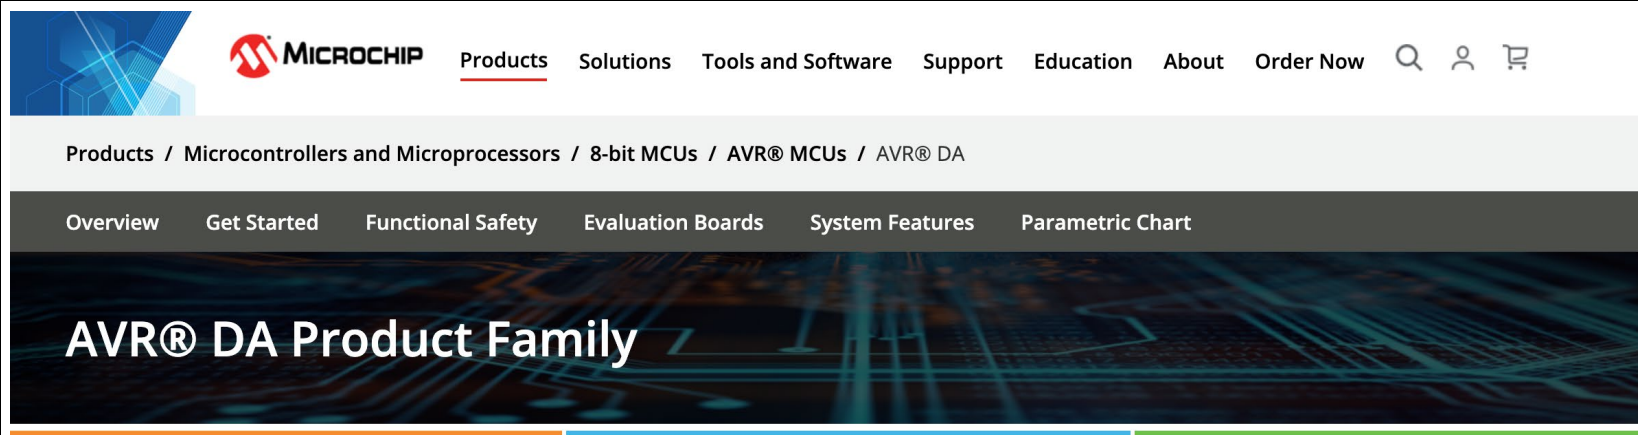 MICROCHIP Products Solutions Tools and Software Support Education About Order Now
Products / Microcontrollers and Microprocessors / 8-bit MCUs / AVR® MCUs / AVR® DA
Overview Get Started Functional Safety Evaluation Boards System Features Parametric Chart
AVR® DA Product Family